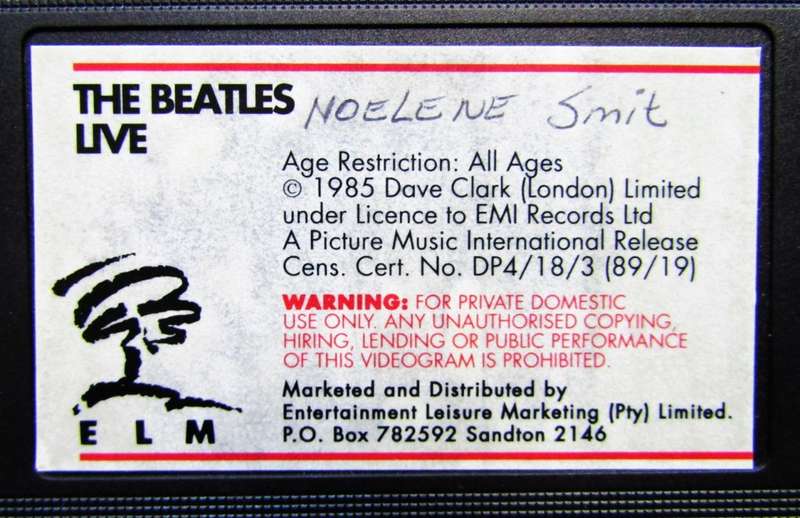 THE BEATLES NOELENE Smit
LIVE
Age Restriction: All Ages
© 1985 Dave Clark (London) Limited
under Licence to EMI Records Ltd
A Picture Music International Release
Cens. Cert. No. DP4/18/3 (89/19)
WARNING: FOR PRIVATE DOMESTIC
USE ONLY. ANY UNAUTHORISED COPYING,
HIRING, LENDING OR PUBLIC PERFORMANCE
OF THIS VIDEOGRAM IS PROHIBITED.
Marketed and Distributed by
Entertainment Leisure Marketing (Pty) Limited.
P.O. Box 782592 Sandton 2146
E L M